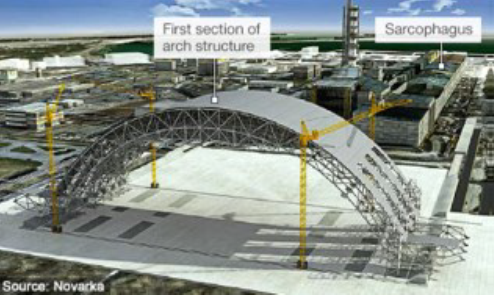 First section of
arch structure
Sarcophagus
Source: Novarka